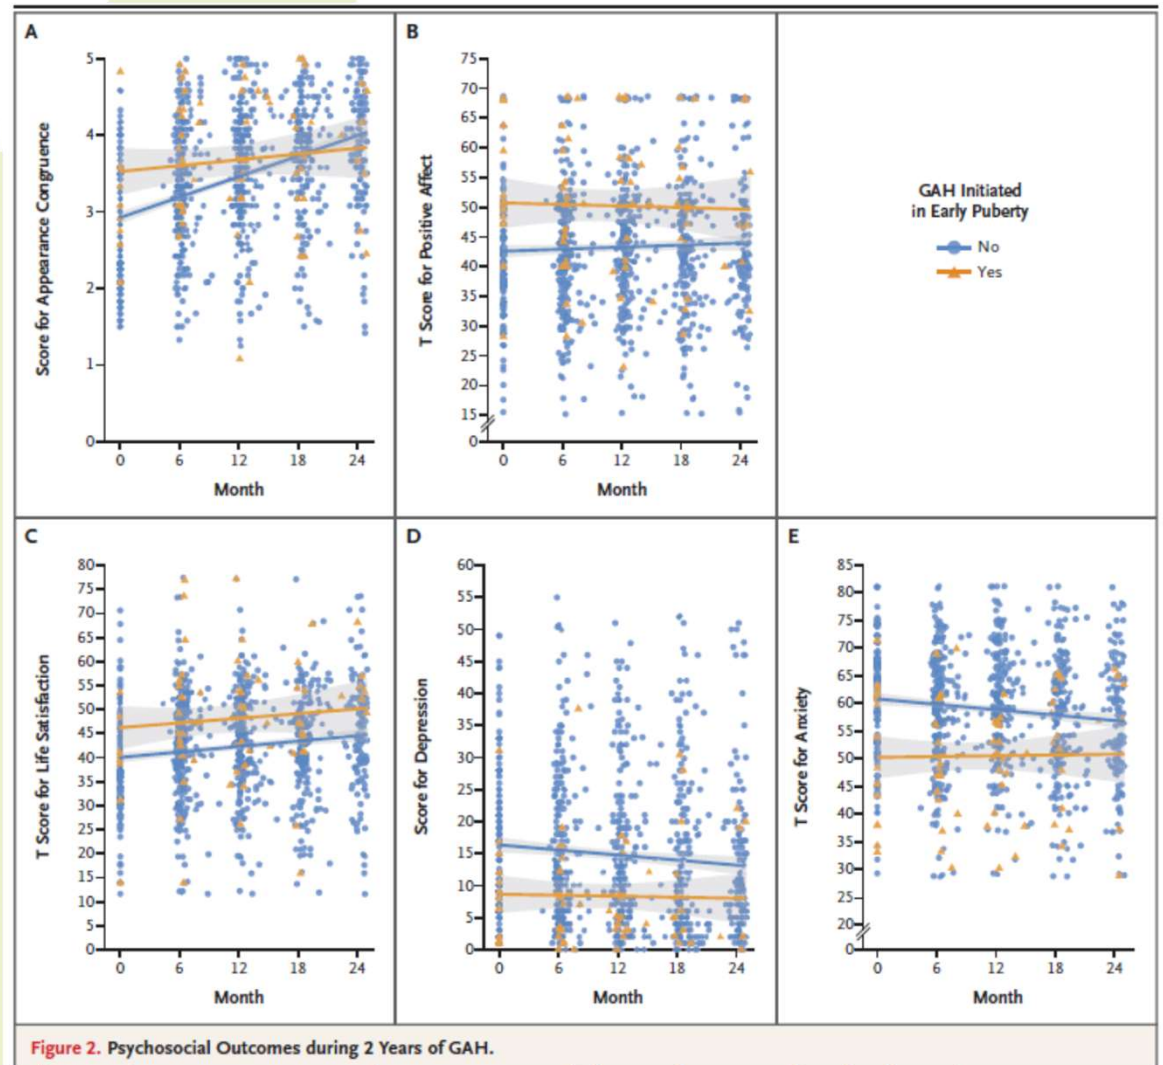 A
Score for Appearance Congruence
5
4
3
2
1
0
0 6 12 18 24
Month
B
T Score for Positive Affect
75
70
65
60
55
50
45
40
35
30
25
20
15
0
0 6 12 18 24
Month
GAH Initiated
in Early Puberty
No
Yes
C
T Score for Life Satisfaction
80
75
70
65
60
55
50
45
40
35
30
25
20
15
10
5
0
0 6 12 18 24
Month
D
Score for Depression
60
55
50
45
40
35
30
25
20
15
10
5
0
0 6 12 18 24
Month
E
T Score for Anxiety
85
80
75
70
65
60
55
50
45
40
35
30
25
20
0
0 6 12 18 24
Month
Figure 2. Psychosocial Outcomes during 2 Years of GAH.